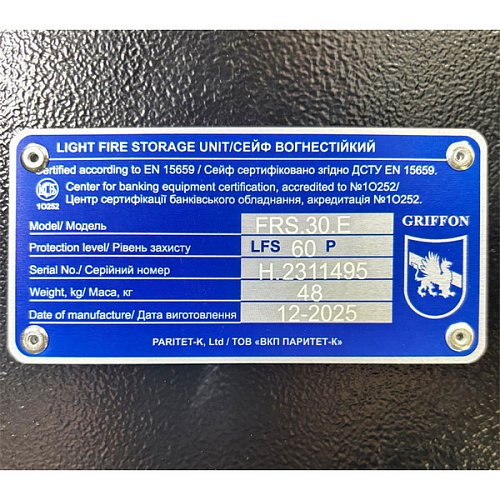 LIGHT FIRE STORAGE UNIT/СЕЙФ ВОГНЕСТІЙКИЙ
Certified according to EN 15659 / Сейф сертифіковано згідно ДСТУ EN 15659.
Center for banking equipment certification, accredited to №1O252/
Центр сертифікації банківського обладнання, акредитація №1O252.
1O252
Model/ Модель FRS.30.E
Protection level/ Рівень захисту LFS 60 P
Serial No./ Серійний номер H.2311495
Weight, kg/ Маса, кг 48
Date of manufacture/ Дата виготовлення 12-2025
GRIFFON
PARITET-K, Ltd / ТОВ «ВКП ПАРИТЕТ-К»